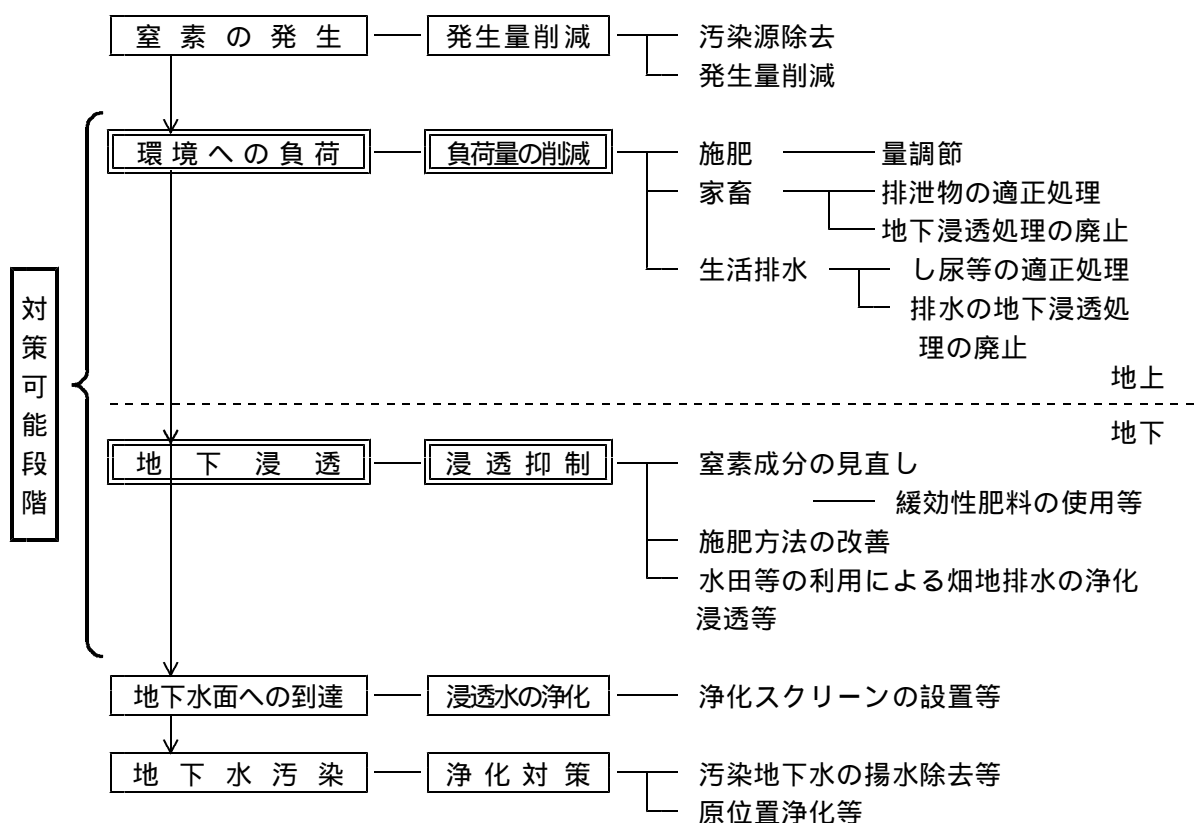 窒素の発生 発生量削減 汚染源除去
発生量削減
環境への負荷 負荷量の削減 施肥 量調節
家畜 排泄物の適正処理
地下浸透処理の廃止
生活排水 し尿等の適正処理
排水の地下浸透処
理の廃止
対策可能段階
地上
地下
地下浸透 浸透抑制 窒素成分の見直し
緩効性肥料の使用等
施肥方法の改善
水田等の利用による畑地排水の浄化
浸透等
地下水面への到達 浸透水の浄化 浄化スクリーンの設置等
地下水汚染 浄化対策 汚染地下水の揚水除去等
原位置浄化等